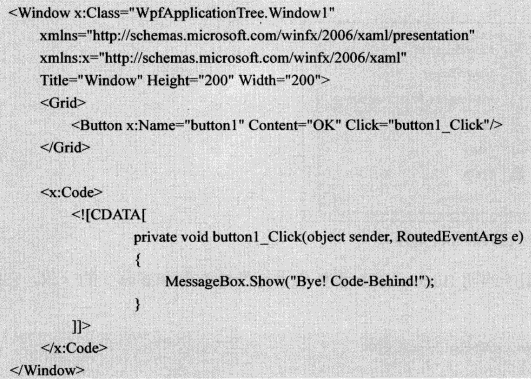 <Window x:Class="WpfApplicationTree.Window1"
xmlns="http://schemas.microsoft.com/winfx/2006/xaml/presentation"
xmlns:x="http://schemas.microsoft.com/winfx/2006/xaml"
Title="Window" Height="200" Width="200">
<Grid>
<Button x:Name="button1" Content="OK" Click="button1_Click"/>
</Grid>
<x:Code>
<![CDATA[
private void button1_Click(object sender, RoutedEventArgs e)
{
MessageBox.Show("Bye! Code-Behind!");
}
]]>
</x:Code>
</Window>